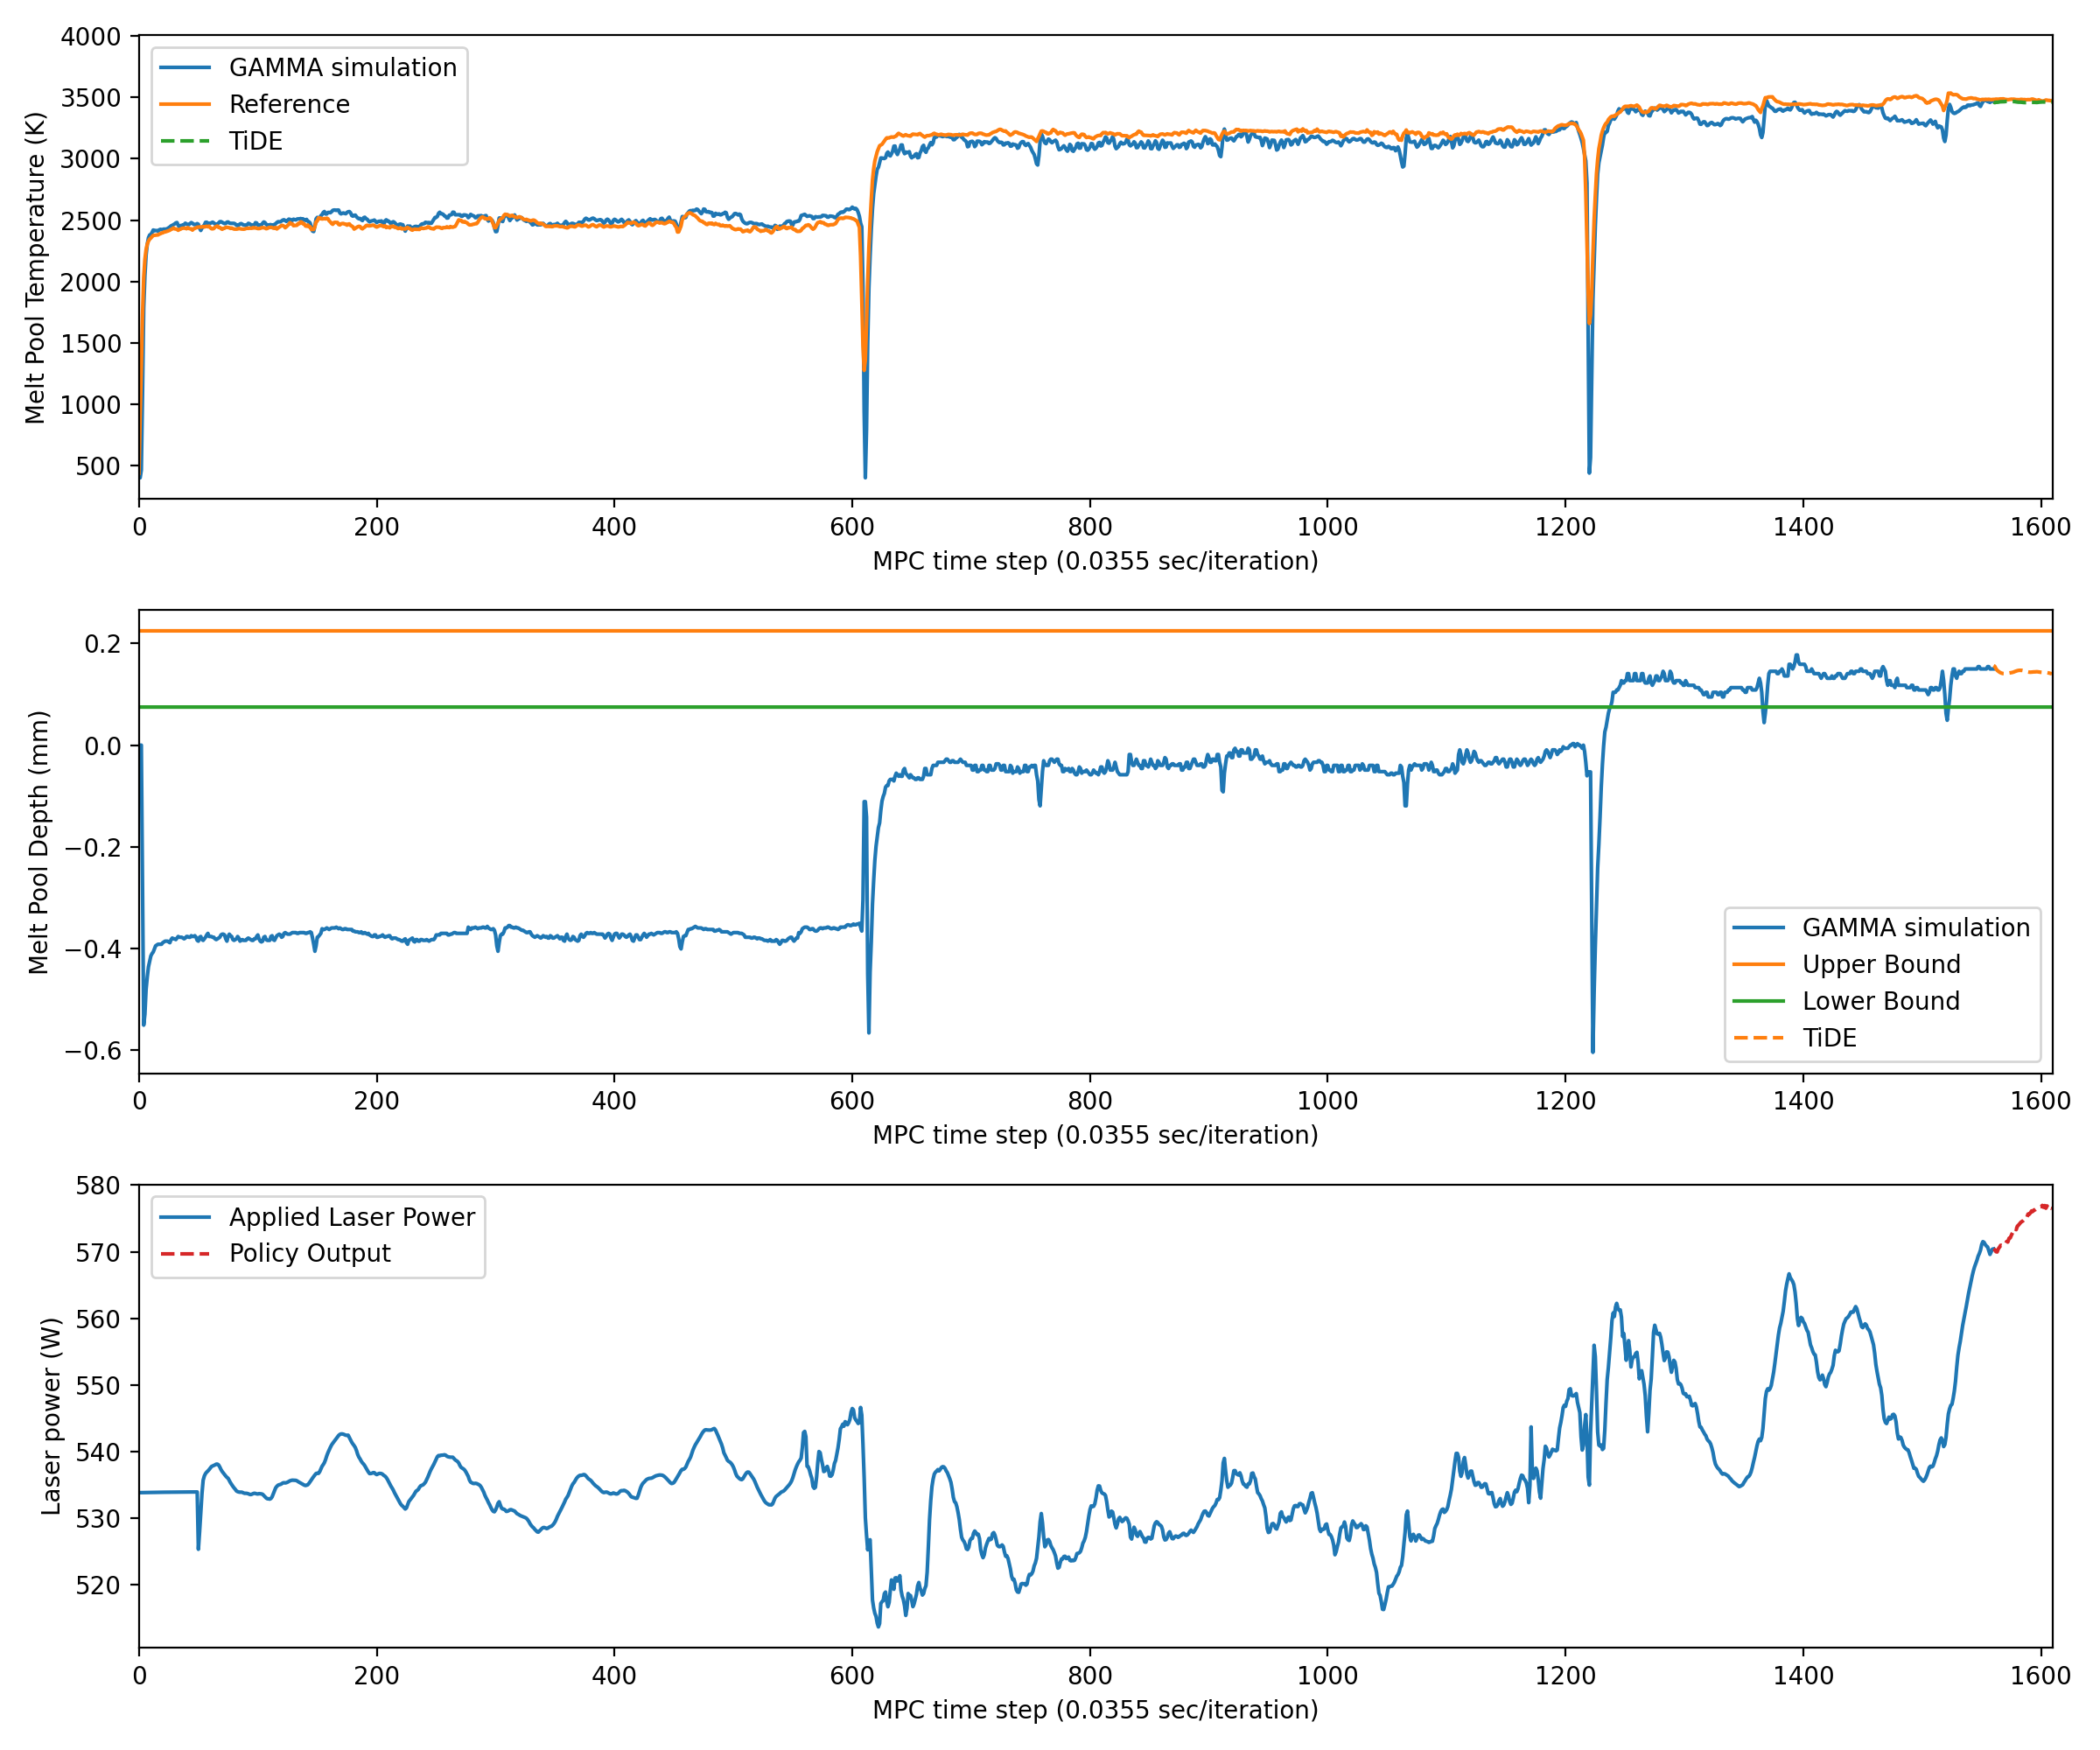 4000
3500
3000
2500
2000
1500
1000
500
Melt Pool Temperature (K)
GAMMA simulation
Reference
TiDE
0 200 400 600 800 1000 1200 1400 1600
MPC time step (0.0355 sec/iteration)
0.2
0.0
−0.2
−0.4
−0.6
Melt Pool Depth (mm)
GAMMA simulation
Upper Bound
Lower Bound
TiDE
0 200 400 600 800 1000 1200 1400 1600
MPC time step (0.0355 sec/iteration)
580
570
560
550
540
530
520
Laser power (W)
Applied Laser Power
Policy Output
0 200 400 600 800 1000 1200 1400 1600
MPC time step (0.0355 sec/iteration)